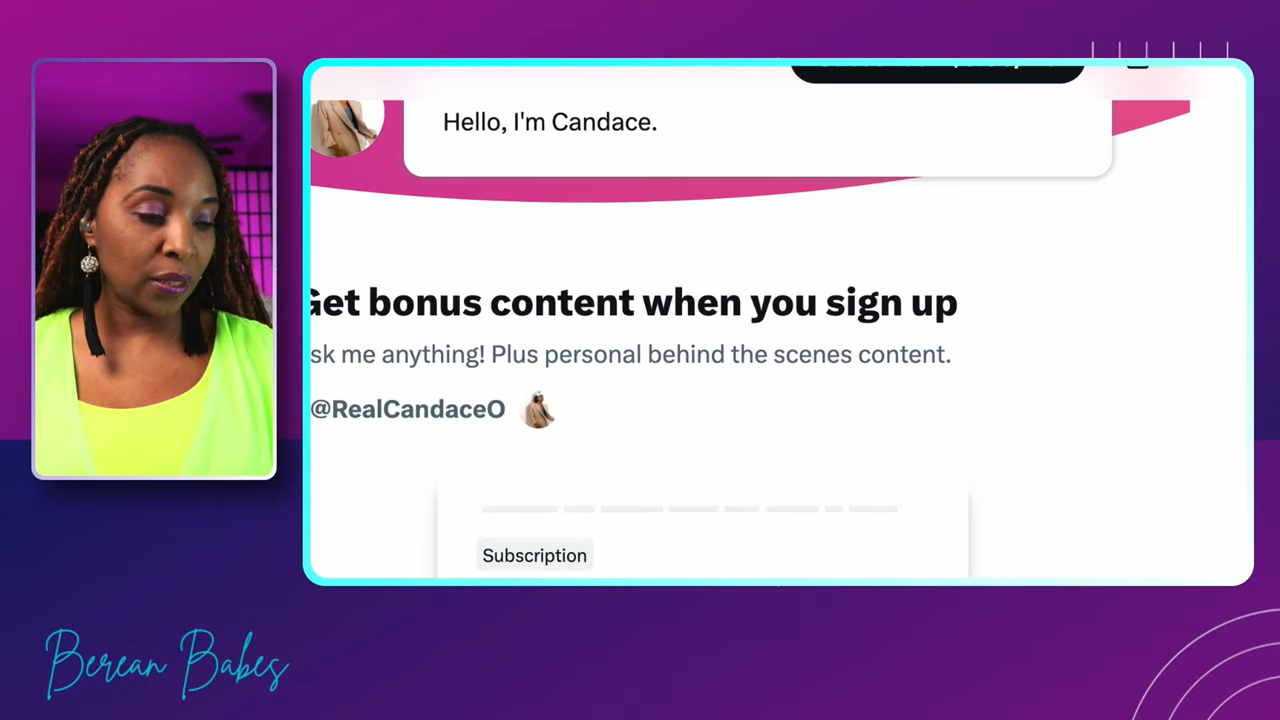 Hello, I'm Candace.
Get bonus content when you sign up
sk me anything! Plus personal behind the scenes content.
@RealCandaceO
Subscription
Berean Babes